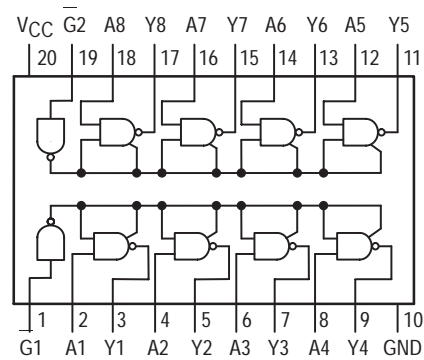 VCC G2 A8 Y8 A7 Y7 A6 Y6 A5 Y5
20 19 18 17 16 15 14 13 12 11
1 2 3 4 5 6 7 8 9 10
G1 A1 Y1 A2 Y2 A3 Y3 A4 Y4 GND